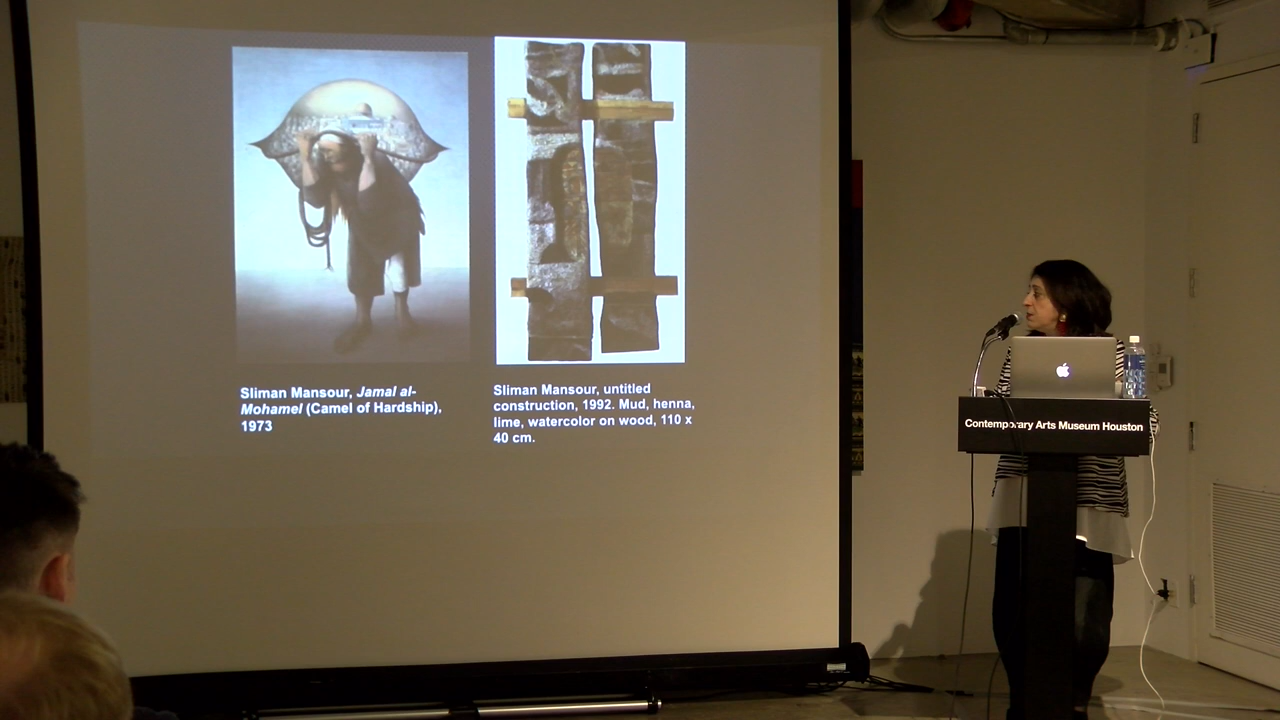 Sliman Mansour, Jamal al-
Mohamel (Camel of Hardship),
1973
Sliman Mansour, untitled
construction, 1992. Mud, henna,
lime, watercolor on wood, 110 x
40 cm.
Contemporary Arts Museum Houston